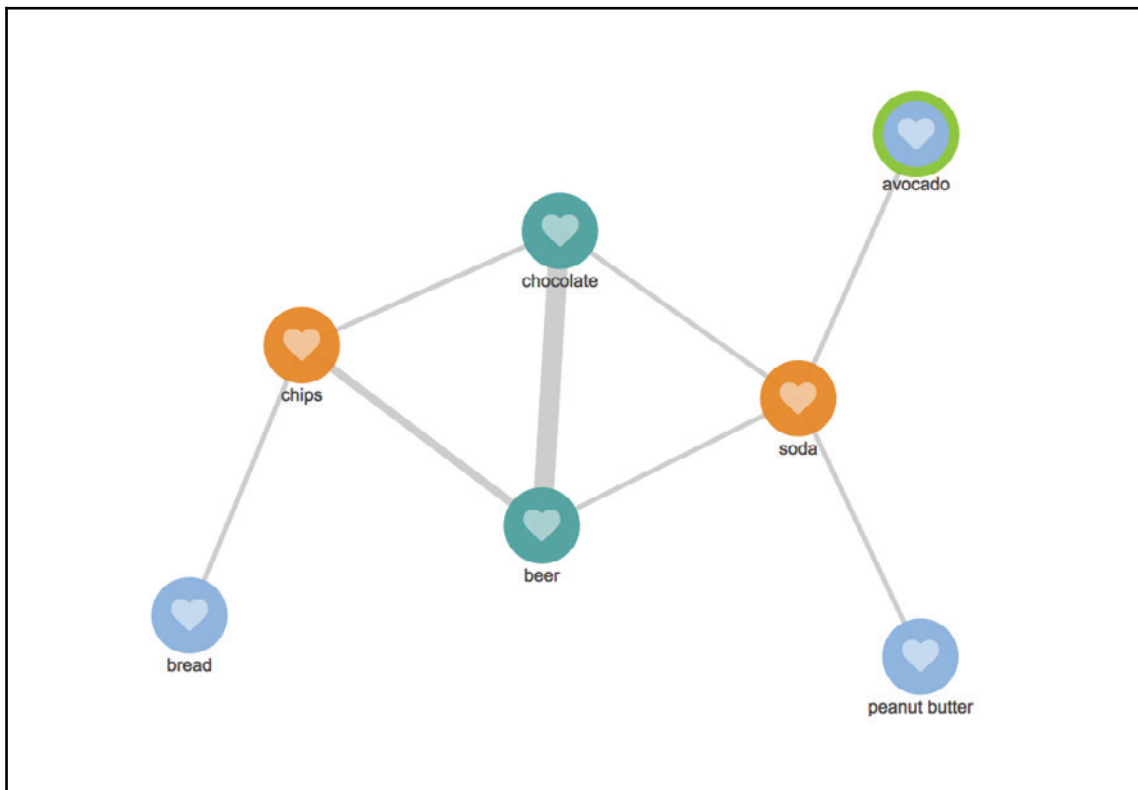 avocado
chocolate
chips
soda
beer
bread
peanut butter